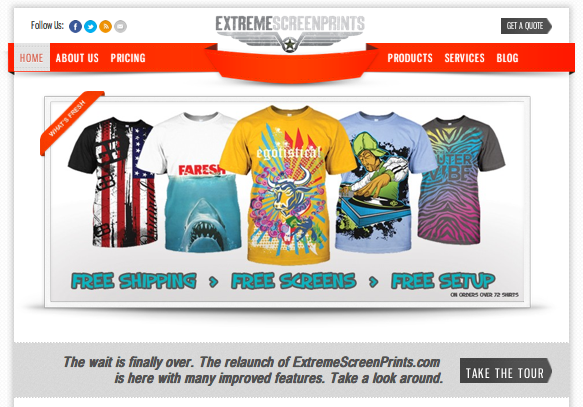 Follow Us:
EXTREMESCREENPRINTS
GET A QUOTE
HOME ABOUT US PRICING PRODUCTS SERVICES BLOG
WHAT'S FRESH
FARESH
egotistical
OUTER
VIBE
FREE SHIPPING > FREE SCREENS > FREE SETUP
ON ORDERS OVER 72 SHIRTS
The wait is finally over. The relaunch of ExtremeScreenPrints.com
is here with many improved features. Take a look around.
TAKE THE TOUR